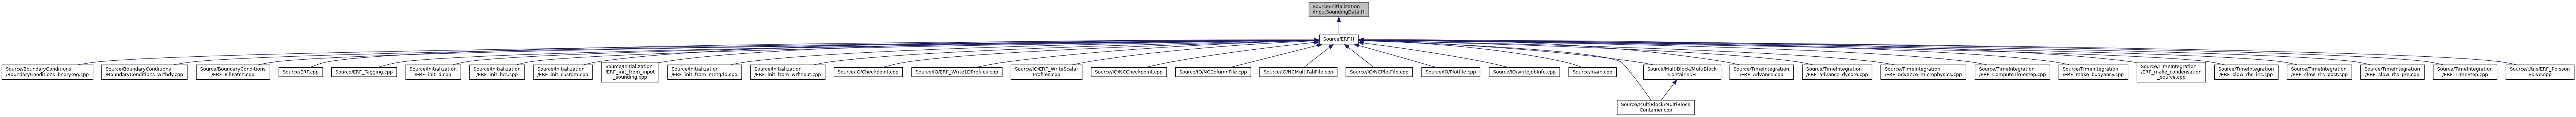 Source/Initialization
/InputSoundingData.H
Source/ERF.H
Source/BoundaryConditions
/BoundaryConditions_bndryreg.cpp
Source/BoundaryConditions
/BoundaryConditions_wrfbdy.cpp
Source/BoundaryConditions
/ERF_FillPatch.cpp
Source/ERF.cpp
Source/ERF_Tagging.cpp
Source/Initialization
/ERF_init1d.cpp
Source/Initialization
/ERF_init_bcs.cpp
Source/Initialization
/ERF_init_custom.cpp
Source/Initialization
/ERF_init_from_input
_sounding.cpp
Source/Initialization
/ERF_init_from_metgrid.cpp
Source/Initialization
/ERF_init_from_wrfinput.cpp
Source/IO/Checkpoint.cpp
Source/IO/ERF_Write1DProfiles.cpp
Source/IO/ERF_WriteScalar
Profiles.cpp
Source/IO/NCCheckpoint.cpp
Source/IO/NCColumnFile.cpp
Source/IO/NCMultiFabFile.cpp
Source/IO/NCPlotFile.cpp
Source/IO/Plotfile.cpp
Source/IO/writeJobInfo.cpp
Source/main.cpp
Source/MultiBlock/MultiBlock
Container.H
Source/TimeIntegration
/ERF_Advance.cpp
Source/TimeIntegration
/ERF_advance_dycore.cpp
Source/TimeIntegration
/ERF_advance_microphysics.cpp
Source/TimeIntegration
/ERF_ComputeTimestep.cpp
Source/TimeIntegration
/ERF_make_buoyancy.cpp
Source/TimeIntegration
/ERF_make_condensation
_source.cpp
Source/TimeIntegration
/ERF_slow_rhs_inc.cpp
Source/TimeIntegration
/ERF_slow_rhs_post.cpp
Source/TimeIntegration
/ERF_slow_rhs_pre.cpp
Source/TimeIntegration
/ERF_TimeStep.cpp
Source/Utils/ERF_Poisson
Solve.cpp
Source/MultiBlock/MultiBlock
Container.cpp